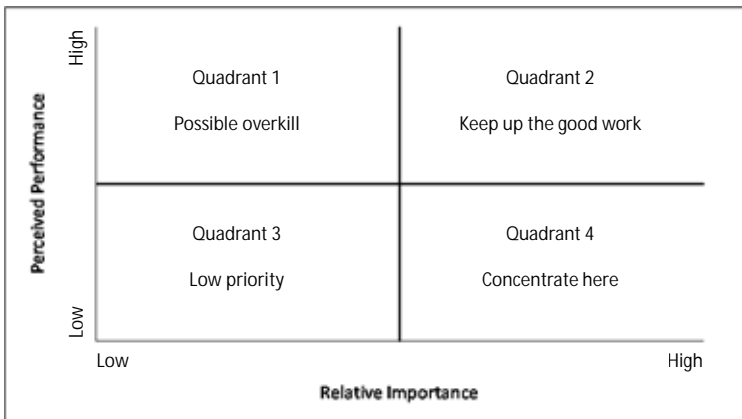 High
Quadrant 1
Quadrant 2
Possible overkill
Keep up the good work
Perceived Performance
Quadrant 3
Quadrant 4
Low priority
Concentrate here
Low
Low
High
Relative Importance